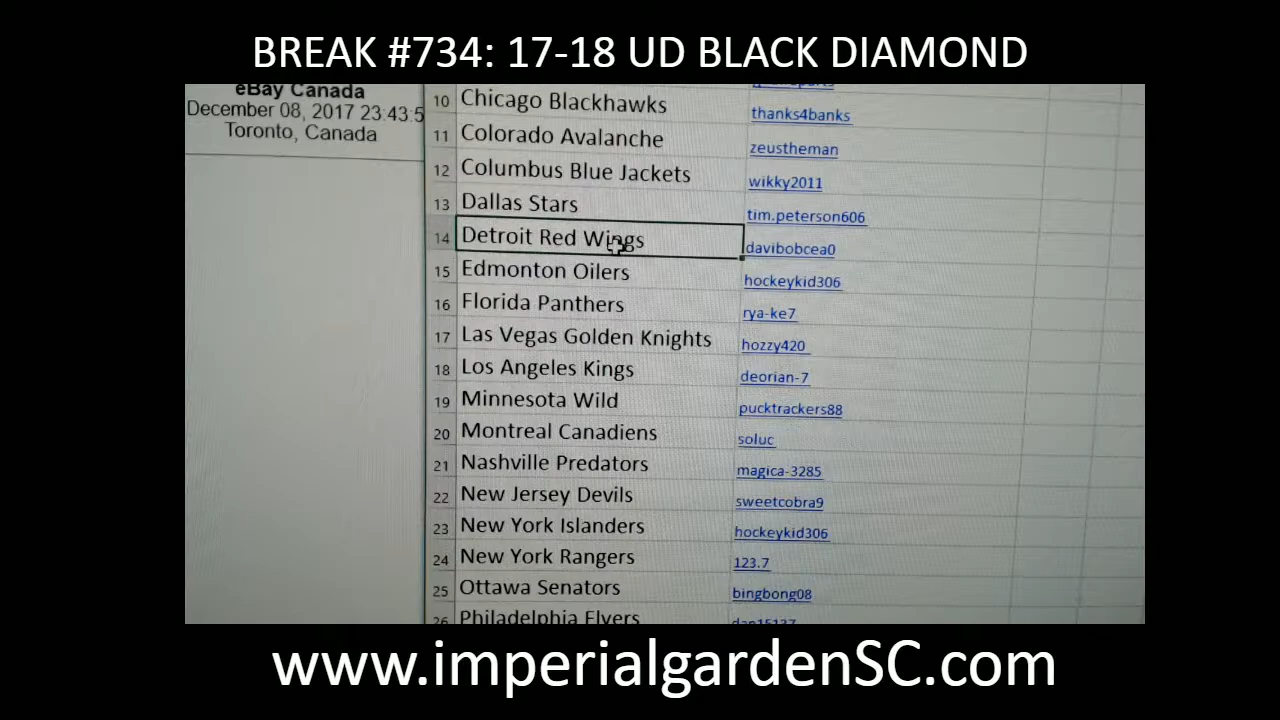 BREAK #734: 17-18 UD BLACK DIAMOND
eBay Canada
December 08, 2017 23:43:5
Toronto, Canada
10 Chicago Blackhawks thanks4banks
11 Colorado Avalanche zeustheman
12 Columbus Blue Jackets wikky2011
13 Dallas Stars tim.peterson606
14 Detroit Red Wings davibobcea0
15 Edmonton Oilers hockeykid306
16 Florida Panthers rya-ke7
17 Las Vegas Golden Knights hozzy420
18 Los Angeles Kings deorian-7
19 Minnesota Wild pucktrackers88
20 Montreal Canadiens soluc
21 Nashville Predators magica-3285
22 New Jersey Devils sweetcobra9
23 New York Islanders hockeykid306
24 New York Rangers 123.7
25 Ottawa Senators bingbong08
26 Philadelphia Flyers
www.imperialgardenSC.com